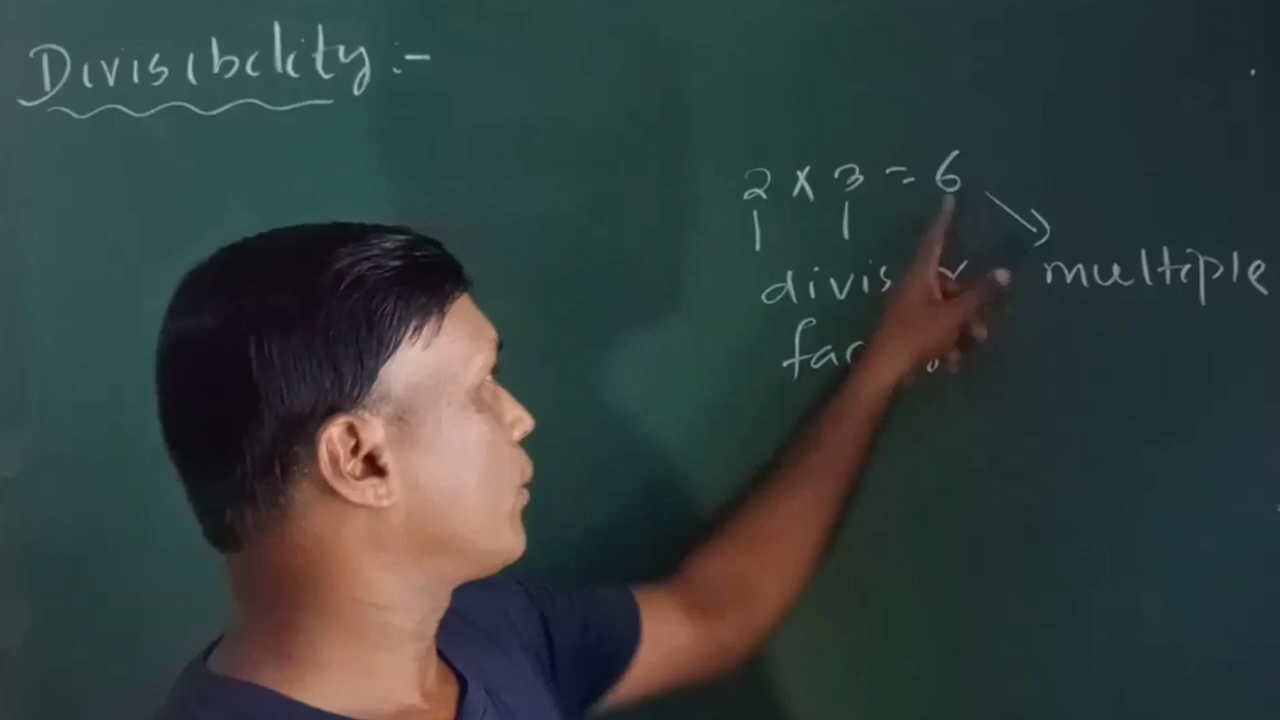 Divisibility :-
2 × 3 = 6
multiple